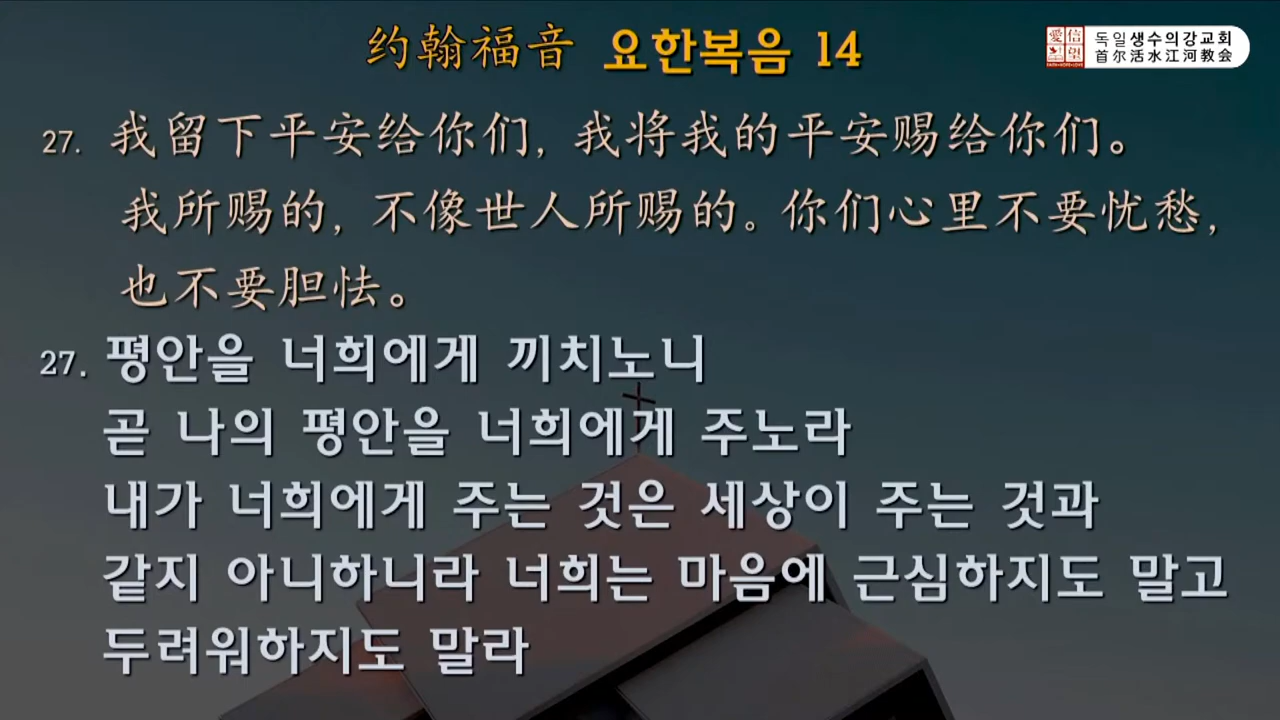 约翰福音 요한복음 14
愛 信 望
독일 생수의강교회
首尔活水江河教会
27. 我留下平安给你们, 我将我的平安赐给你们。
我所赐的, 不像世人所赐的。你们心里不要忧愁,
也不要胆怯。
27. 평안을 너희에게 끼치노니
곧 나의 평안을 너희에게 주노라
내가 너희에게 주는 것은 세상이 주는 것과
같지 아니하니라 너희는 마음에 근심하지도 말고
두려워하지도 말라